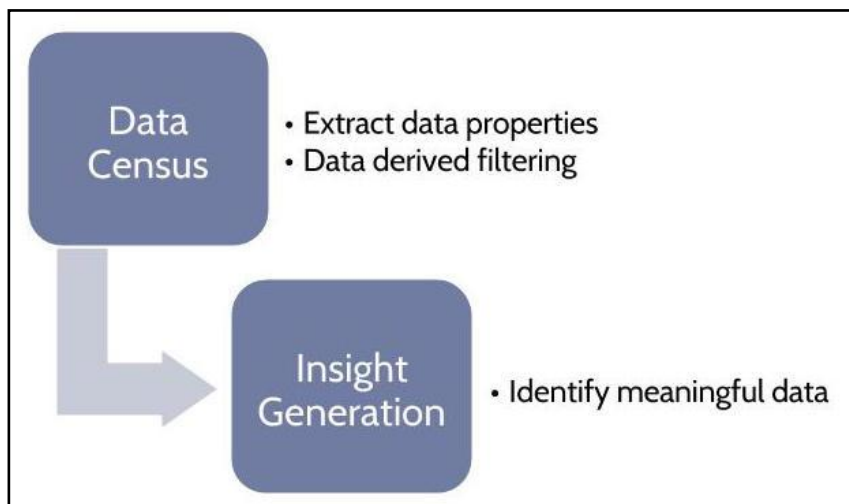 Data
Census
• Extract data properties
• Data derived filtering
Insight
Generation
• Identify meaningful data